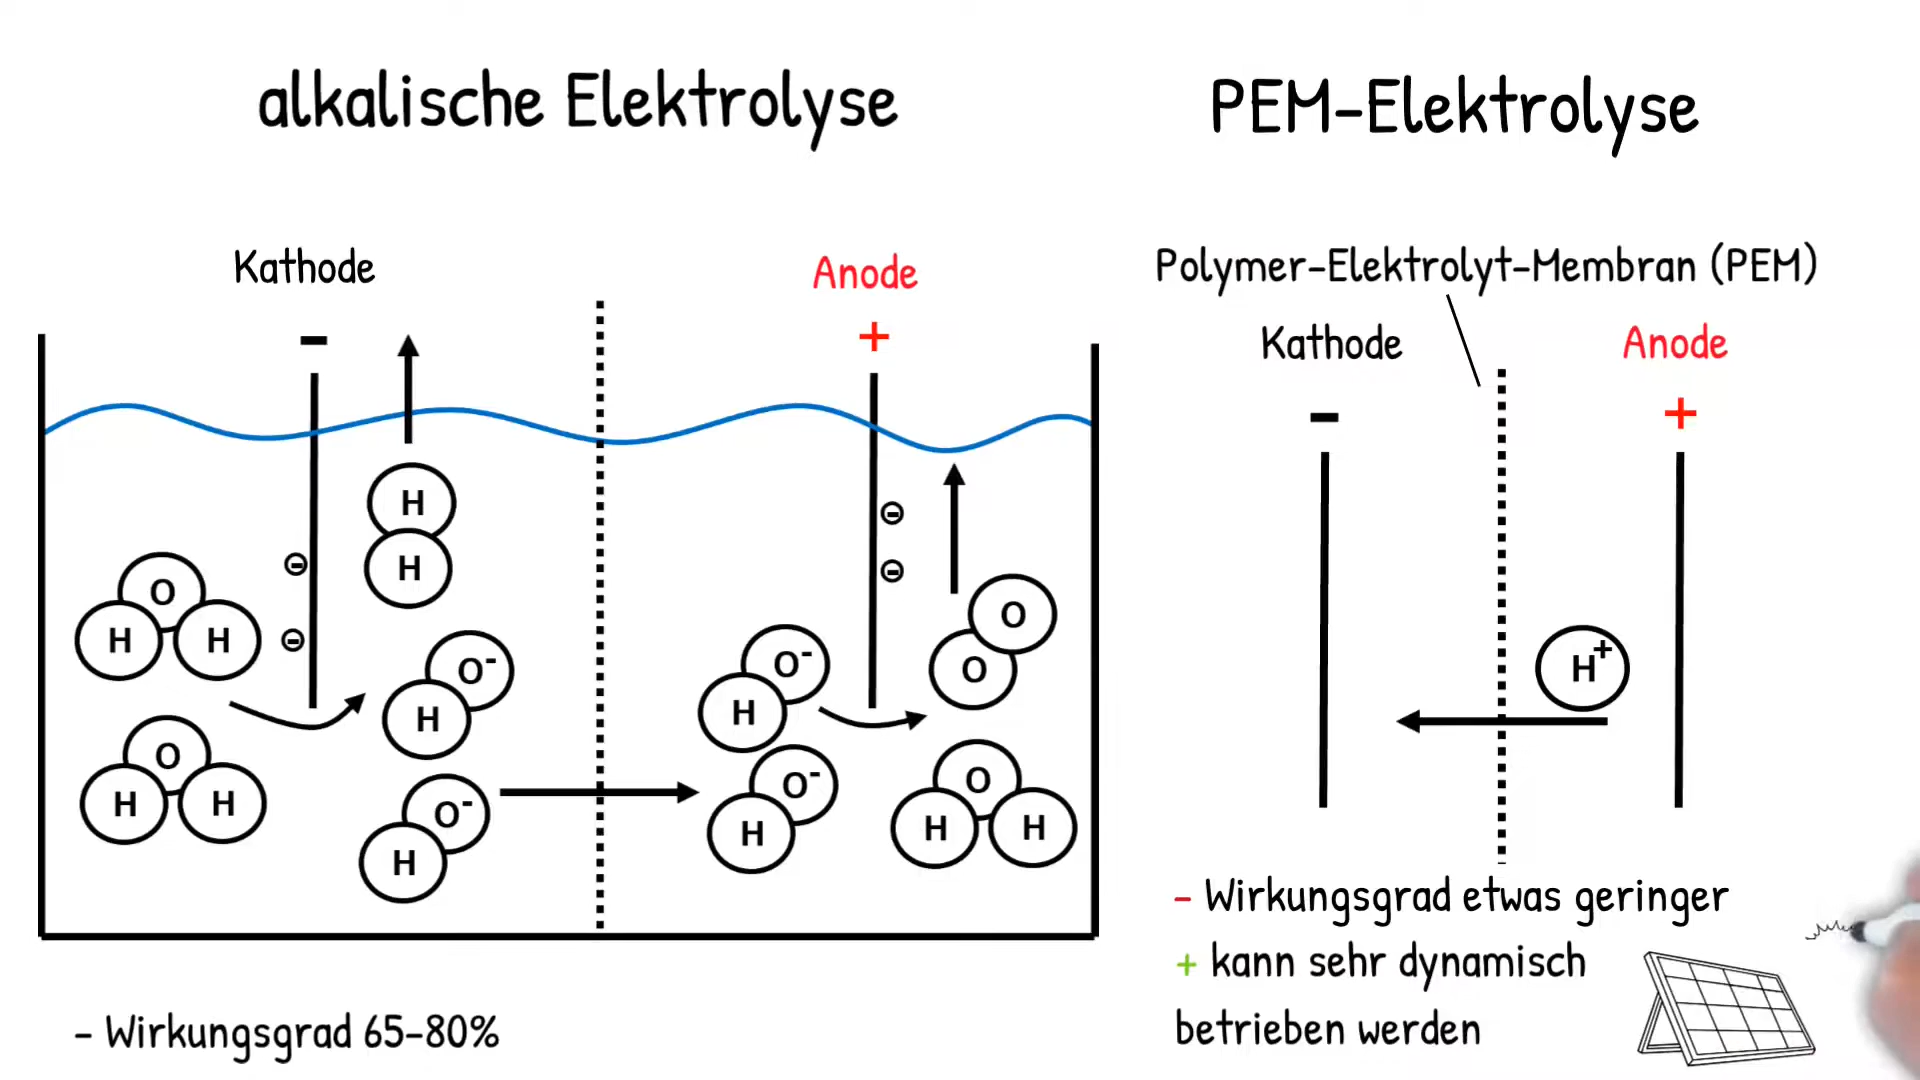 alkalische Elektrolyse
Kathode
Anode
-
+
H
H
O
H
H
-
-
O-
H
O
H
H
O-
H
-
-
O
O
O-
H
O-
H
O
H
H
- Wirkungsgrad 65-80%
PEM-Elektrolyse
Polymer-Elektrolyt-Membran (PEM)
Kathode
Anode
-
+
H+
- Wirkungsgrad etwas geringer
+ kann sehr dynamisch
betrieben werden